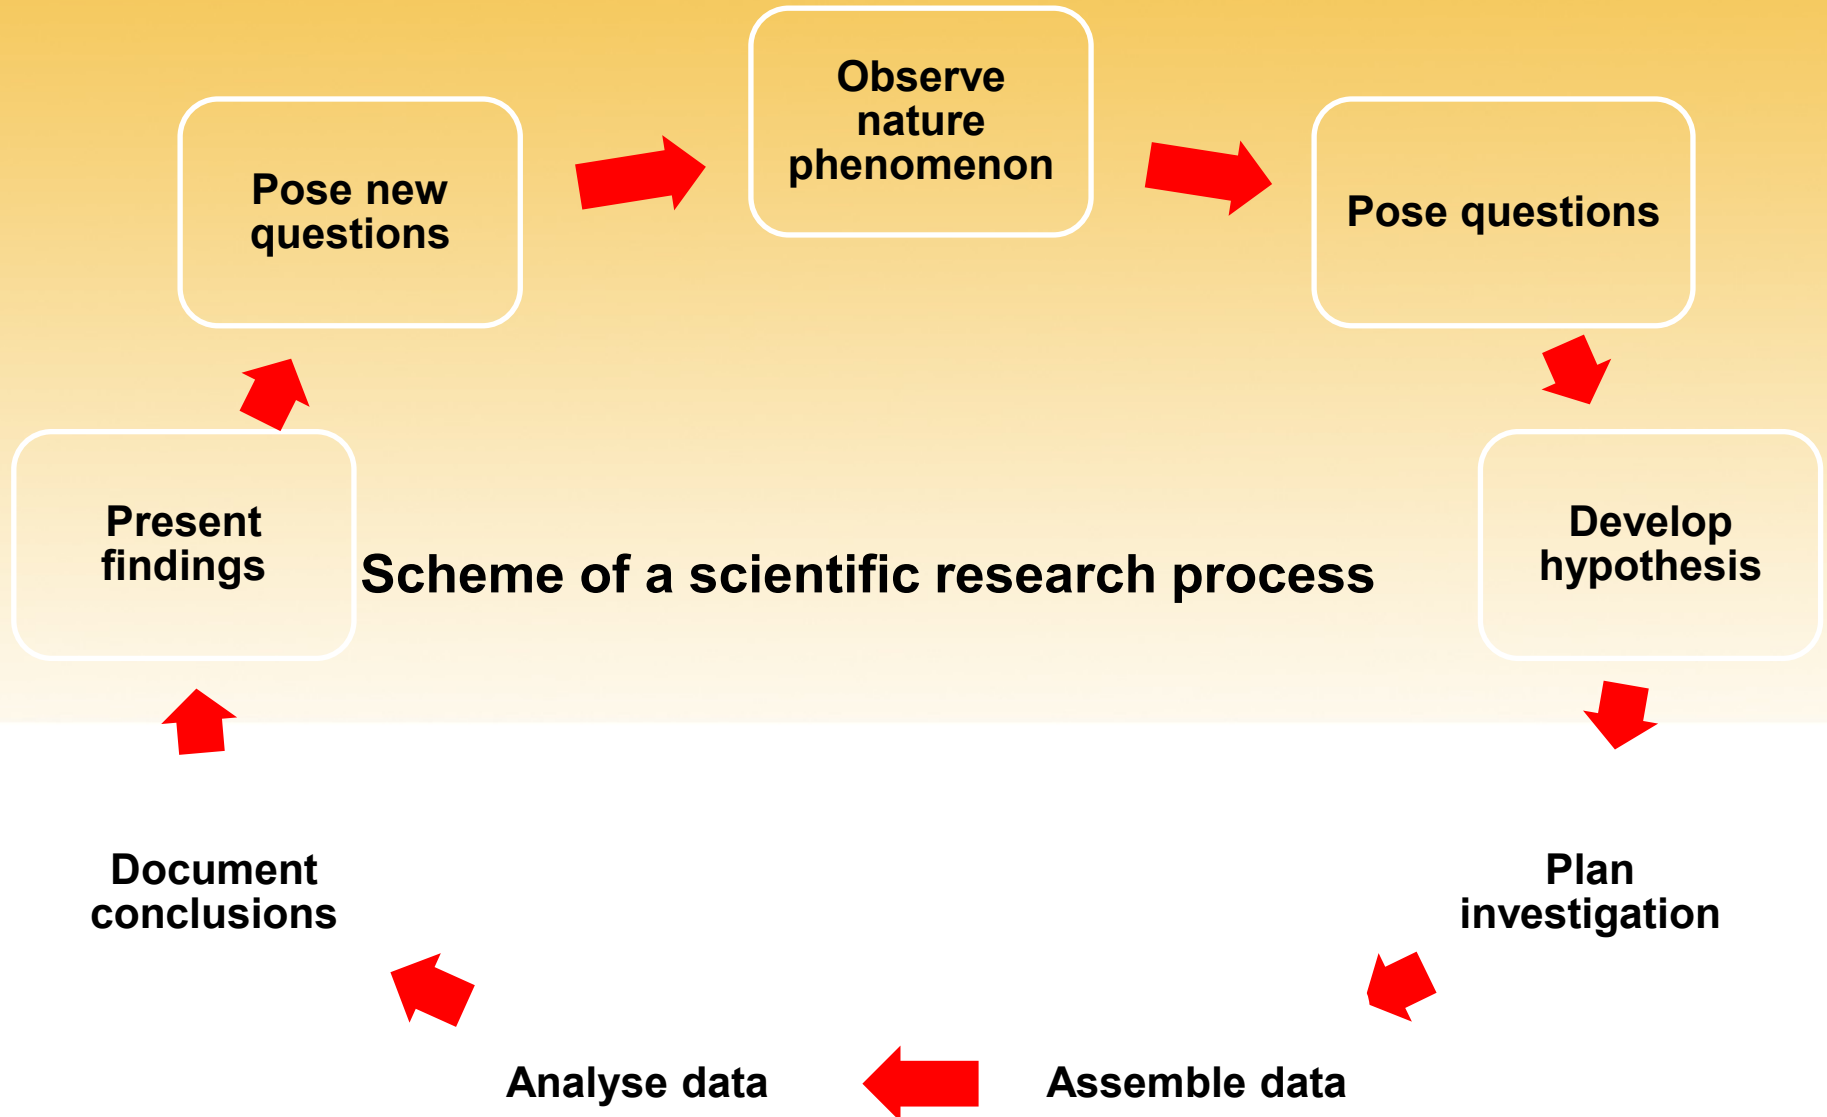 Observe
nature
phenomenon
Pose questions
Develop
hypothesis
Plan
investigation
Assemble data
Analyse data
Document
conclusions
Present
findings
Pose new
questions
Scheme of a scientific research process